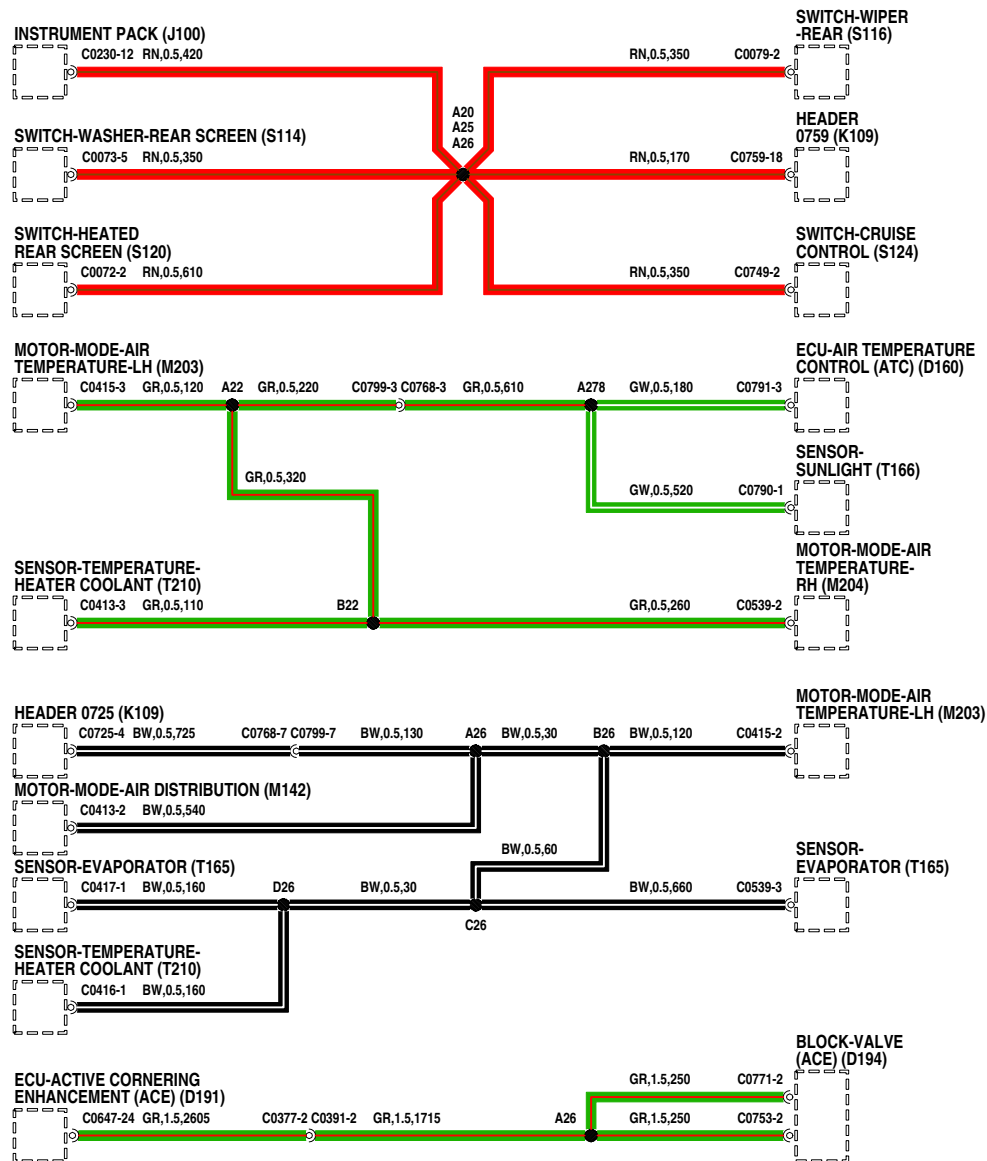 INSTRUMENT PACK (J100)
C0230-12 RN,0.5,420
SWITCH-WIPER
-REAR (S116)
RN,0.5,350 C0079-2
A20
A25
A26
SWITCH-WASHER-REAR SCREEN (S114)
C0073-5 RN,0.5,350
HEADER
0759 (K109)
RN,0.5,170 C0759-18
SWITCH-HEATED
REAR SCREEN (S120)
C0072-2 RN,0.5,610
SWITCH-CRUISE
CONTROL (S124)
RN,0.5,350 C0749-2
MOTOR-MODE-AIR
TEMPERATURE-LH (M203)
C0415-3 GR,0.5,120 A22 GR,0.5,220 C0799-3 C0768-3 GR,0.5,610 A278 GW,0.5,180 C0791-3
ECU-AIR TEMPERATURE
CONTROL (ATC) (D160)
GR,0.5,320
SENSOR-
SUNLIGHT (T166)
GW,0.5,520 C0790-1
SENSOR-TEMPERATURE-
HEATER COOLANT (T210)
C0413-3 GR,0.5,110 B22 GR,0.5,260 C0539-2
MOTOR-MODE-AIR
TEMPERATURE-
RH (M204)
HEADER 0725 (K109)
C0725-4 BW,0.5,725 C0768-7 C0799-7 BW,0.5,130 A26 BW,0.5,30 B26 BW,0.5,120 C0415-2
MOTOR-MODE-AIR
TEMPERATURE-LH (M203)
MOTOR-MODE-AIR DISTRIBUTION (M142)
C0413-2 BW,0.5,540
BW,0.5,60
SENSOR-EVAPORATOR (T165)
C0417-1 BW,0.5,160 D26 BW,0.5,30 C26 BW,0.5,660 C0539-3
SENSOR-
EVAPORATOR (T165)
SENSOR-TEMPERATURE-
HEATER COOLANT (T210)
C0416-1 BW,0.5,160
ECU-ACTIVE CORNERING
ENHANCEMENT (ACE) (D191)
C0647-24 GR,1.5,2605 C0377-2 C0391-2 GR,1.5,1715 A26 GR,1.5,250 C0753-2
BLOCK-VALVE
(ACE) (D194)
GR,1.5,250 C0771-2